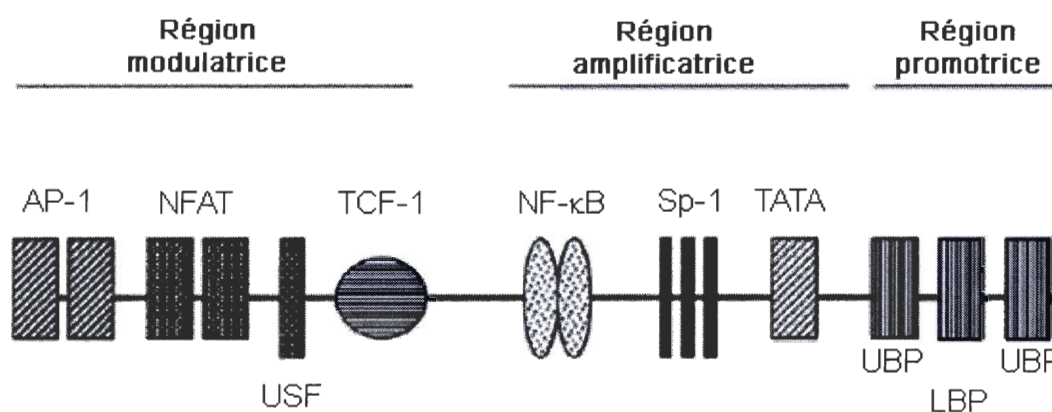 Région
modulatrice
Région
amplificatrice
Région
promotrice
AP-1 NFAT TCF-1 NF-κB Sp-1 TATA
USF
UBP UBP
LBP